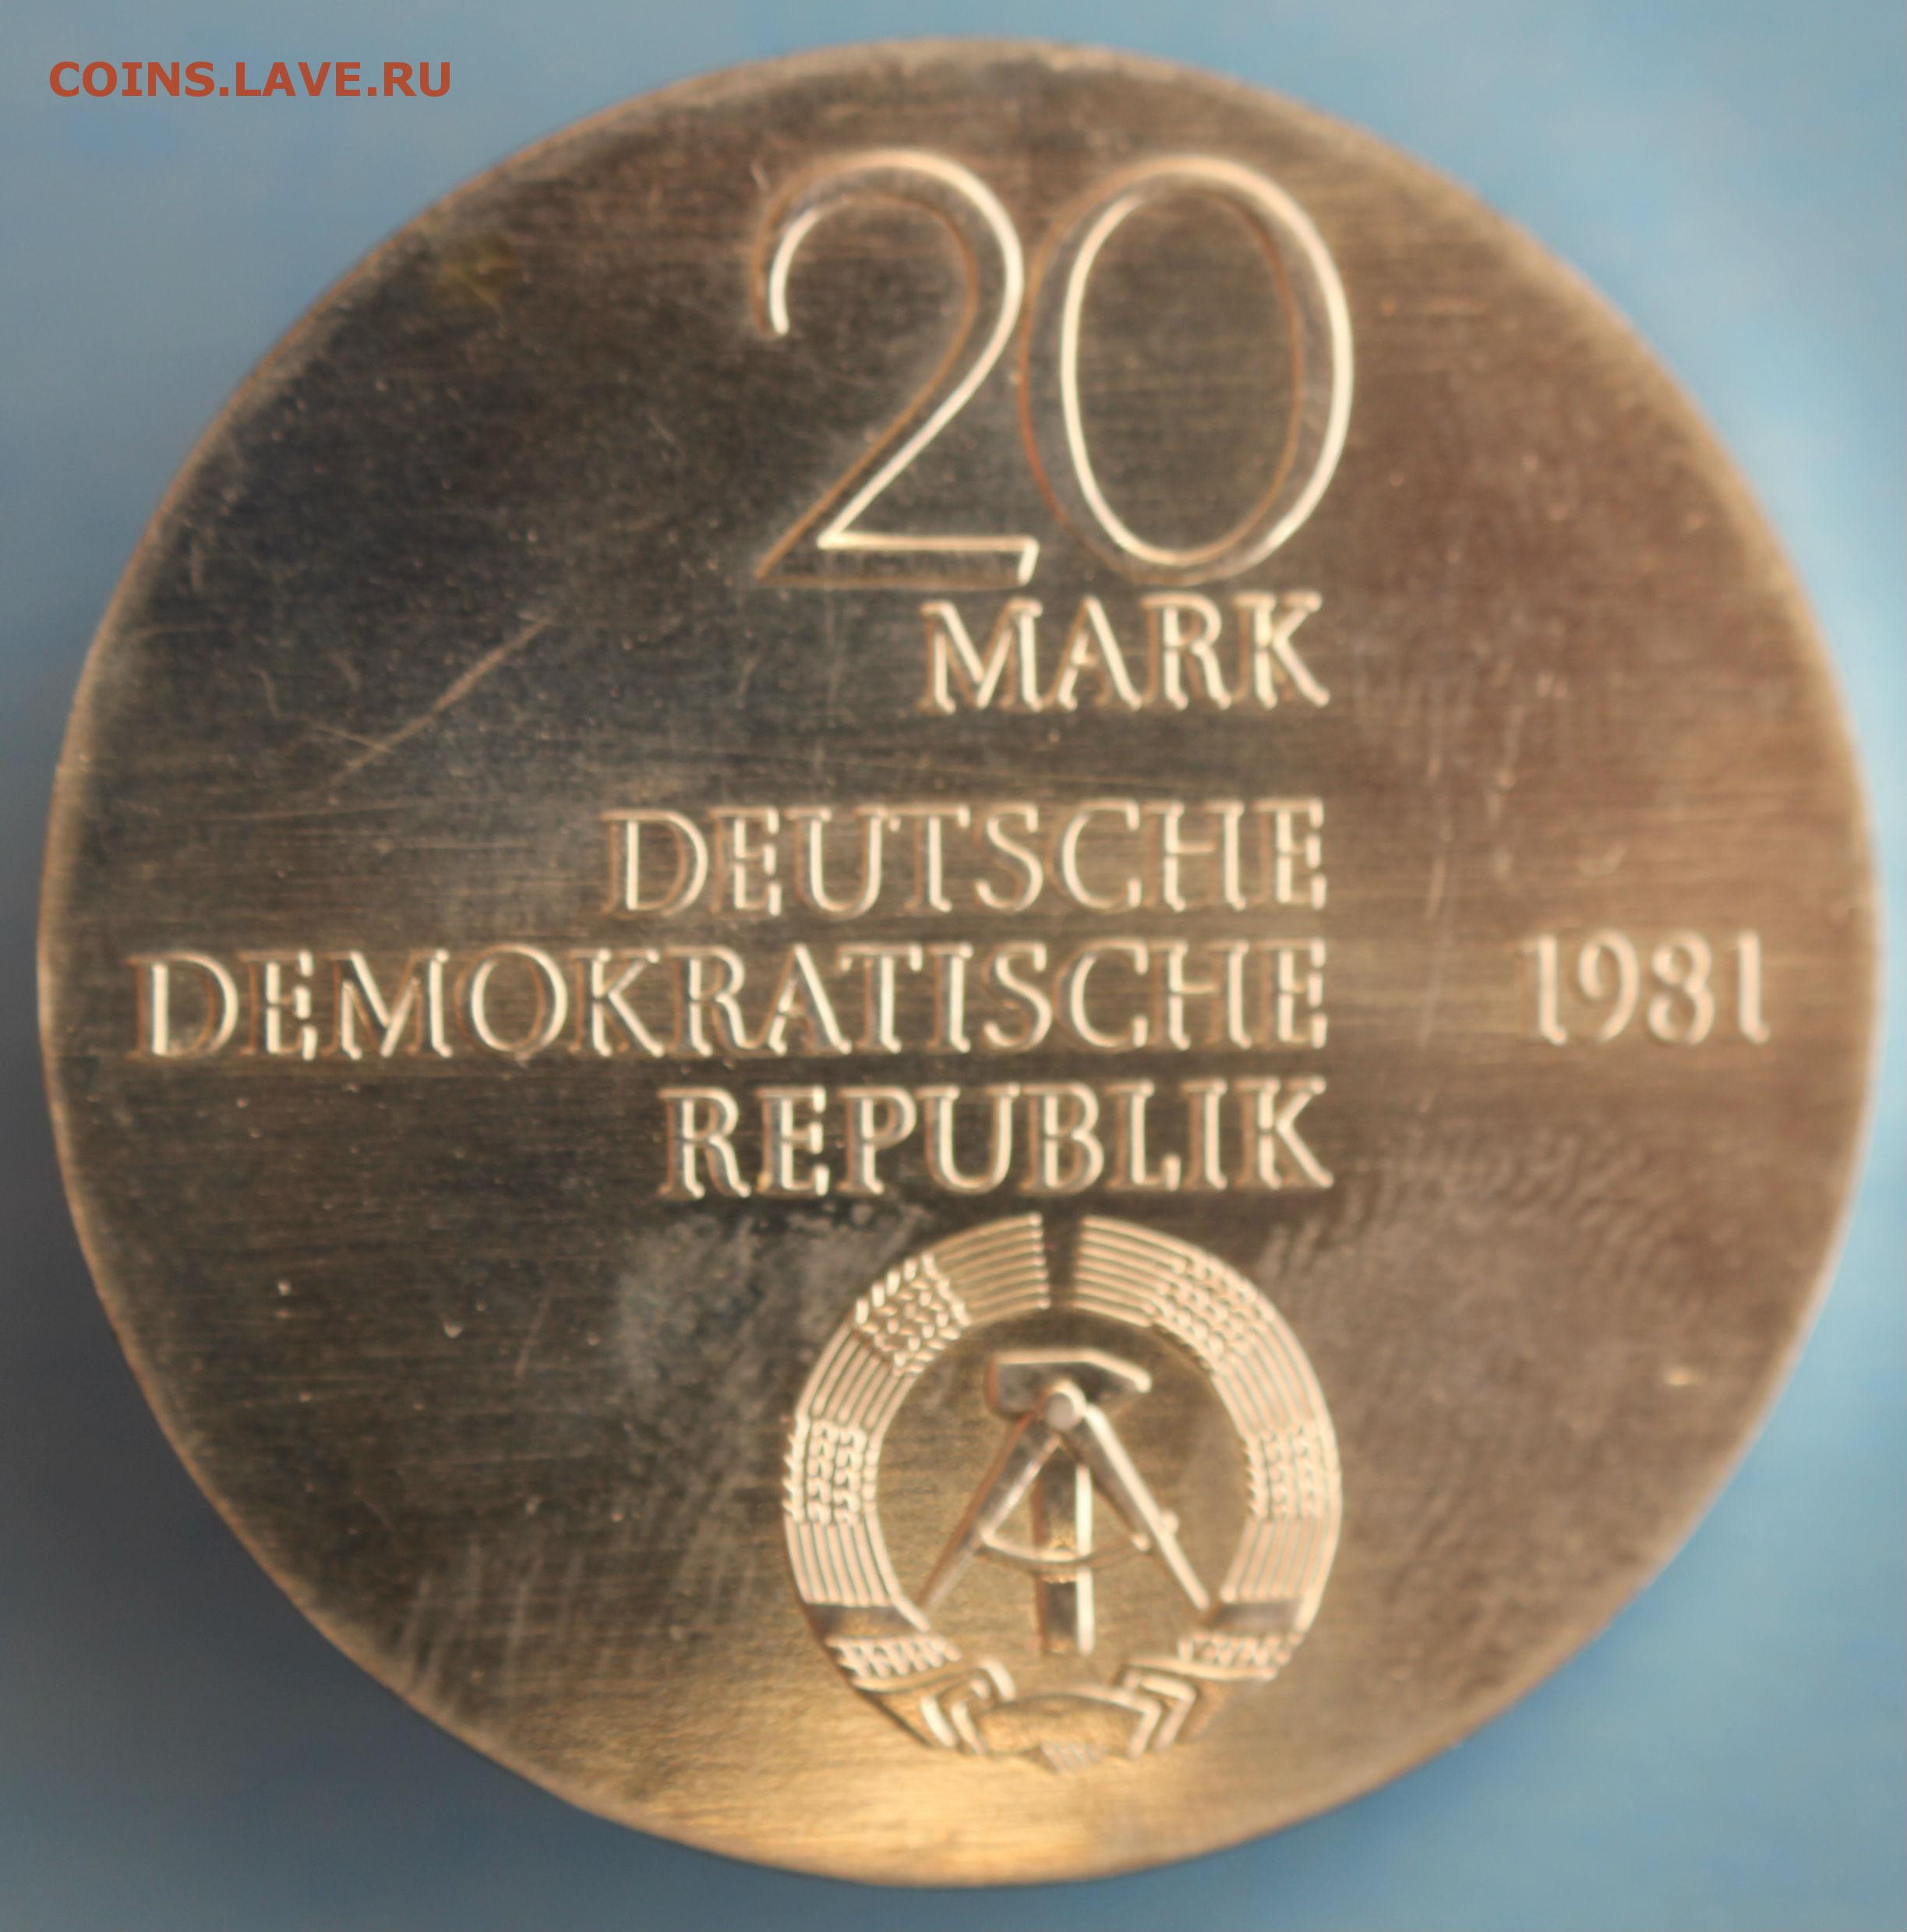 COINS.LAVE.RU
20
MARK
DEUTSCHE
DEMOKRATISCHE 1981
REPUBLIK